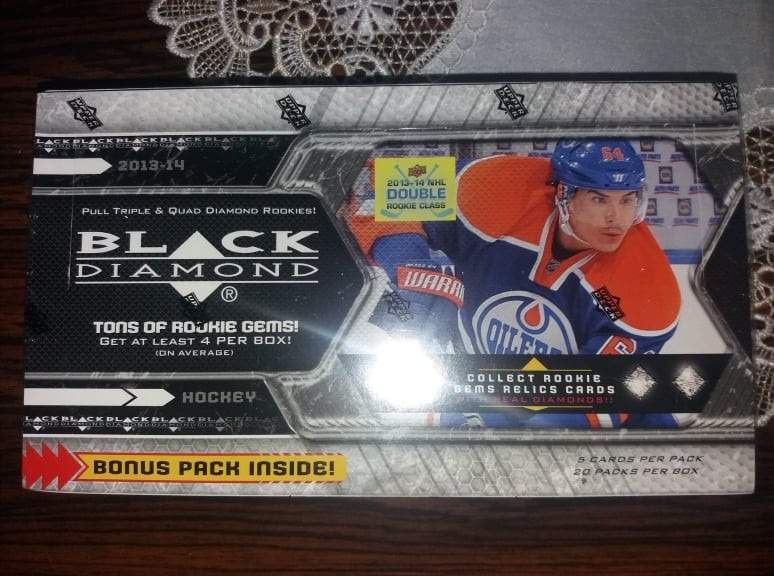 2013-14
PULL TRIPLE & QUAD DIAMOND ROOKIES!
BLACK
DIAMOND
®
TONS OF ROOKIE GEMS!
GET AT LEAST 4 PER BOX!
(ON AVERAGE)
HOCKEY
BONUS PACK INSIDE!
2013-14 NHL
DOUBLE
ROOKIE CLASS
64
OILERS
COLLECT ROOKIE
GEMS RELICS CARDS
REAL DIAMONDS!!
5 CARDS PER PACK
20 PACKS PER BOX